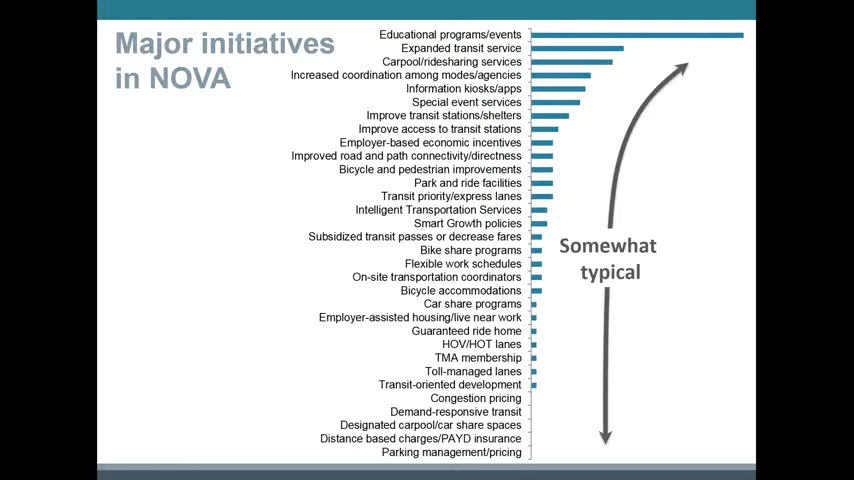 Major initiatives
in NOVA
Educational programs/events
Expanded transit service
Carpool/ridesharing services
Increased coordination among modes/agencies
Information kiosks/apps
Special event services
Improve transit stations/shelters
Improve access to transit stations
Employer-based economic incentives
Improved road and path connectivity/directness
Bicycle and pedestrian improvements
Park and ride facilities
Transit priority/express lanes
Intelligent Transportation Services
Smart Growth policies
Subsidized transit passes or decrease fares
Bike share programs
Flexible work schedules
On-site transportation coordinators
Bicycle accommodations
Car share programs
Employer-assisted housing/live near work
Guaranteed ride home
HOV/HOT lanes
TMA membership
Toll-managed lanes
Transit-oriented development
Congestion pricing
Demand-responsive transit
Designated carpool/car share spaces
Distance based charges/PAYD insurance
Parking management/pricing
Somewhat
typical